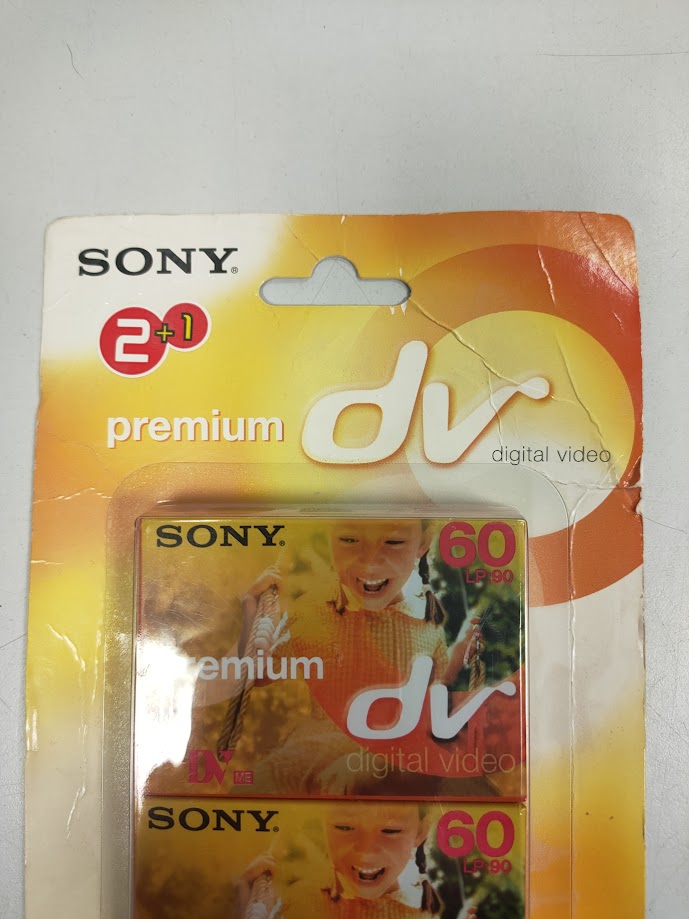 SONY®
2+1
premium dv
digital video
SONY®
60
LP:90
premium
dv
digital video
DV ME
SONY®
60
LP:90